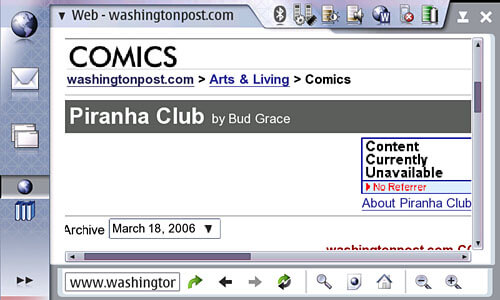 Web - washingtonpost.com
COMICS
washingtonpost.com > Arts & Living > Comics
Piranha Club by Bud Grace
Content
Currently
Unavailable
No Referrer
About Piranha Club
Archive March 18, 2006
washingtonpost.com CO
www.washingtor